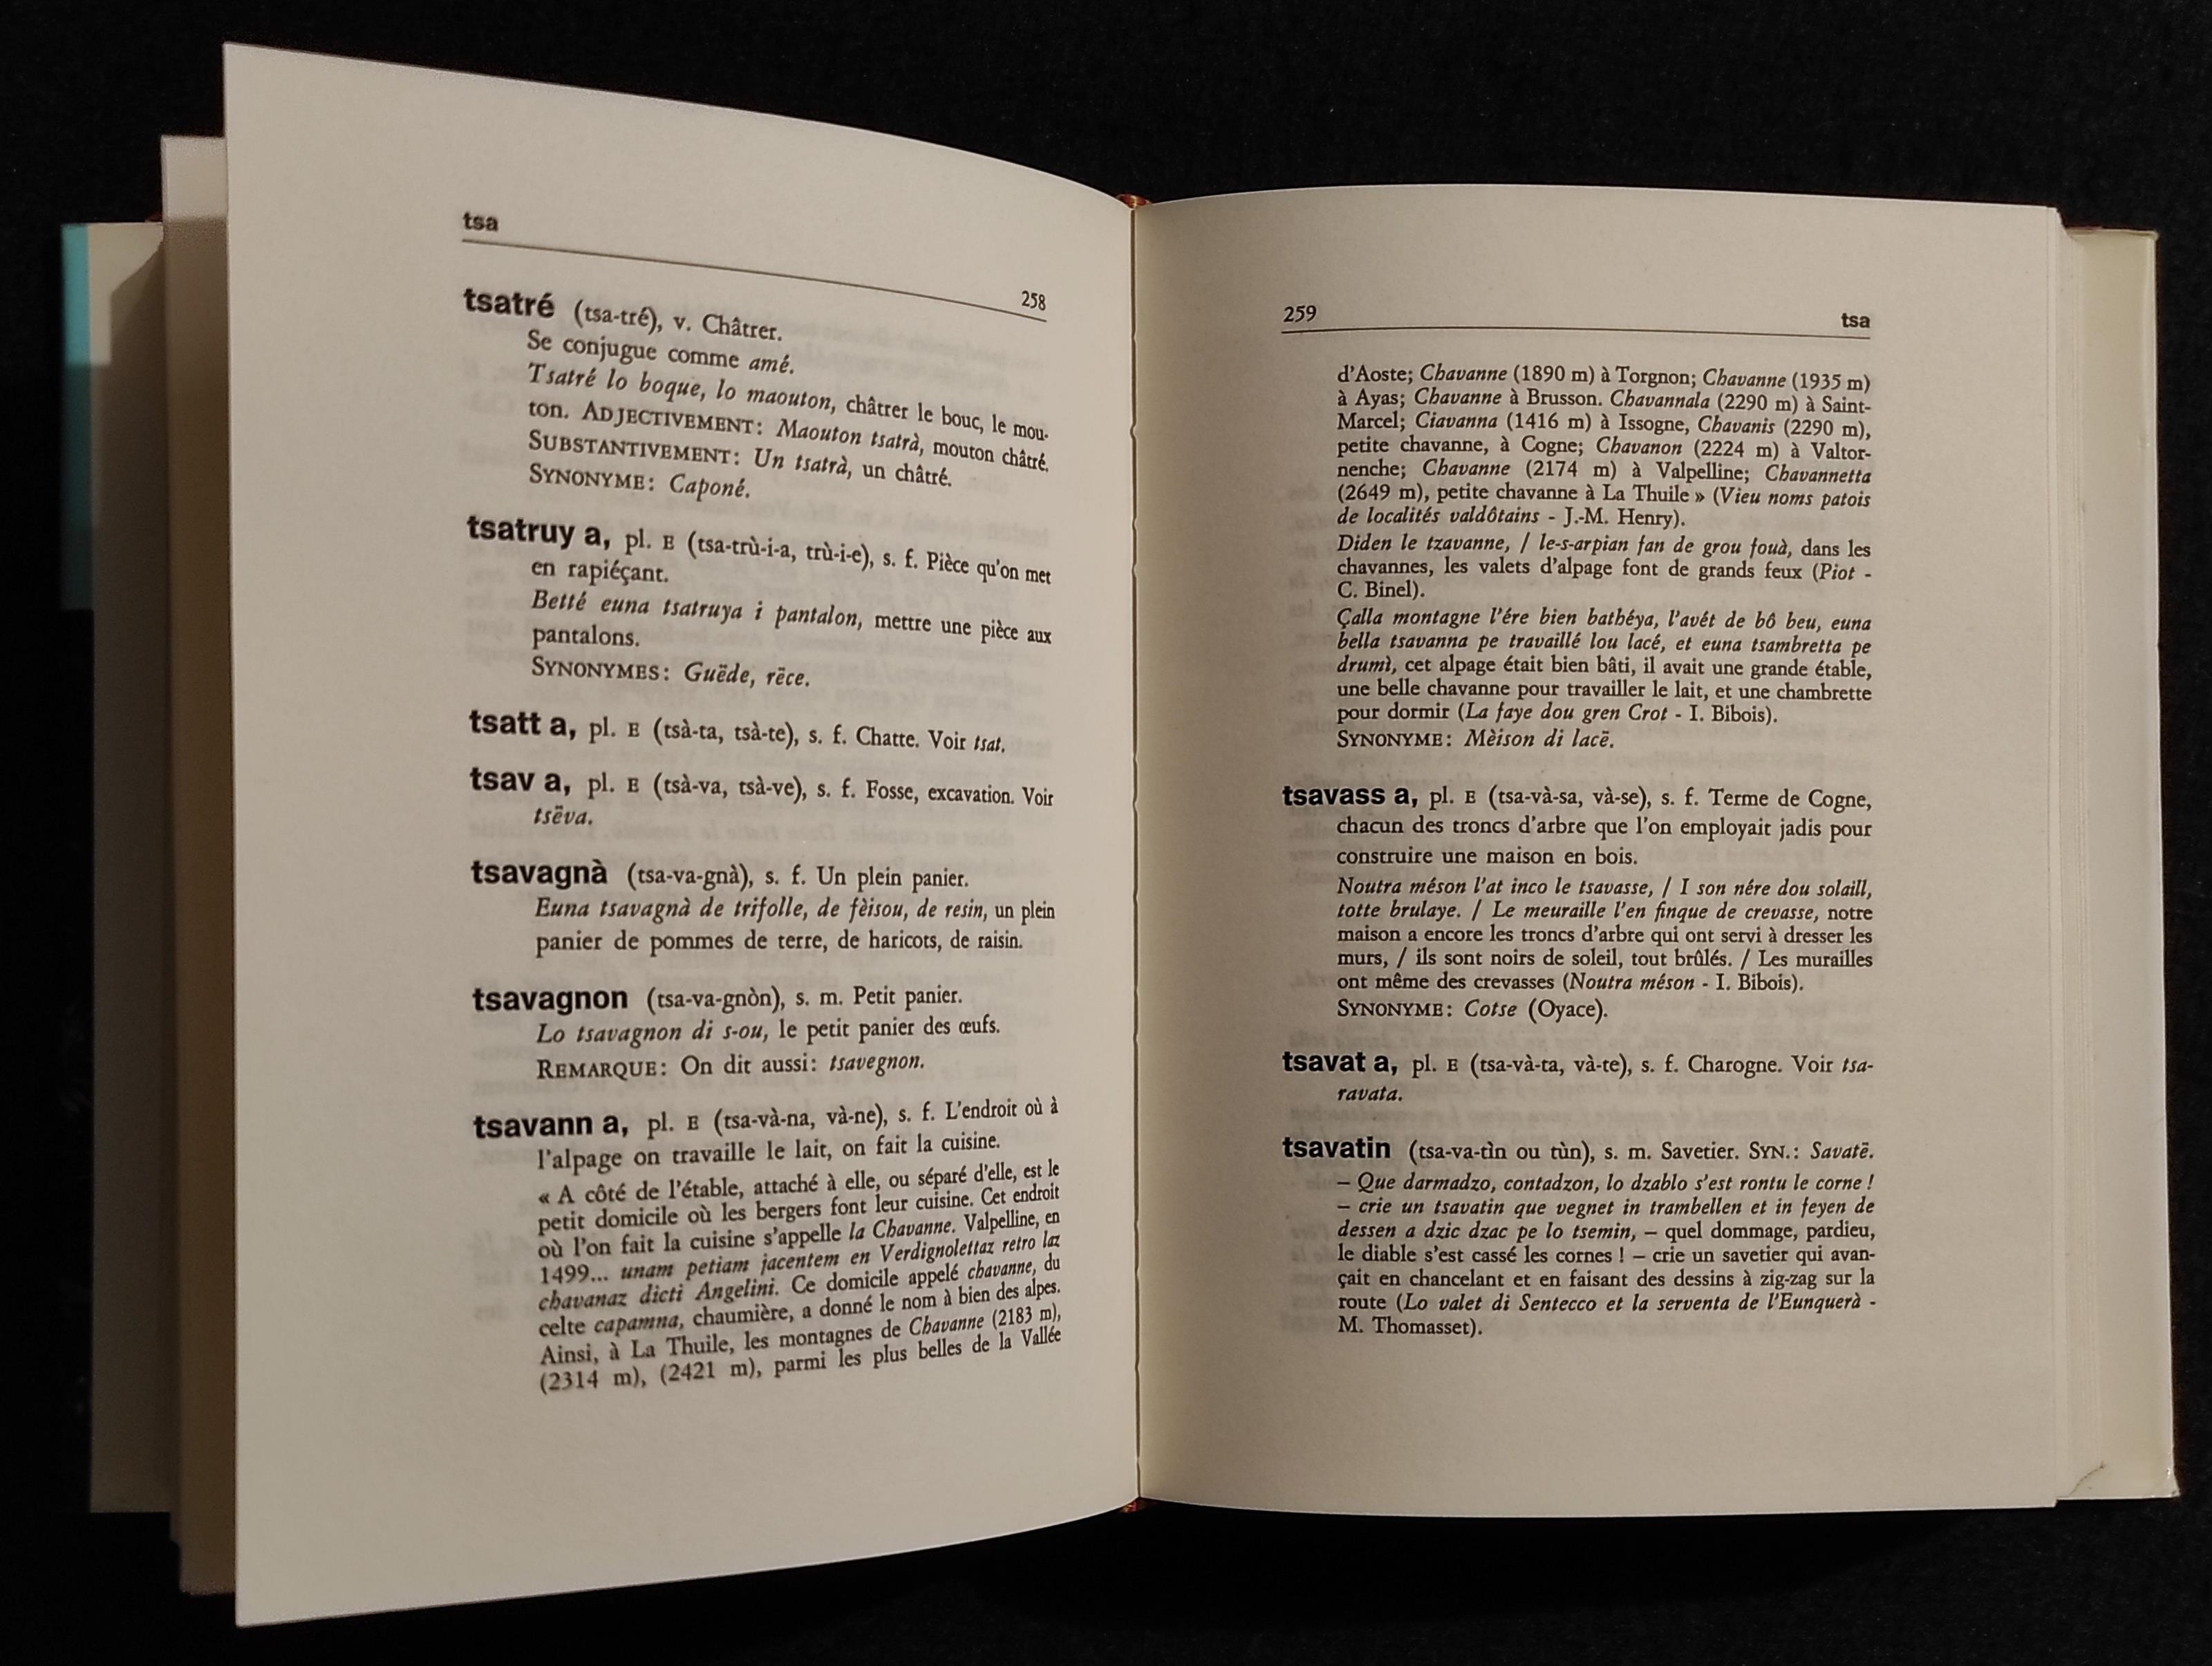 tsa
258
tsatré (tsa-tré), v. Châtrer.
Se conjugue comme amé.
Tsatré lo boque, lo maouton, châtrer le bouc, le mou-
ton. ADJECTIVEMENT: Maouton tsatrà, mouton châtré.
SUBSTANTIVEMENT: Un tsatrà, un châtré.
SYNONYME: Caponé.
tsatruy a, pl. E (tsa-trù-i-a, trù-i-e), s. f. Pièce qu'on met
en rapiéçant.
Betté euna tsatruya i pantalon, mettre une pièce aux
pantalons.
SYNONYMES: Guëde, rëce.
tsatt a, pl. E (tsà-ta, tsà-te), s. f. Chatte. Voir tsat.
tsav a, pl. E (tsà-va, tsà-ve), s. f. Fosse, excavation. Voir
tsëva.
tsavagnà (tsa-va-gnà), s. f. Un plein panier.
Euna tsavagnà de trifolle, de fèisou, de resin, un plein
panier de pommes de terre, de haricots, de raisin.
tsavagnon (tsa-va-gnòn), s. m. Petit panier.
Lo tsavagnon di s-ou, le petit panier des œufs.
REMARQUE: On dit aussi: tsavegnon.
tsavann a, pl. E (tsa-và-na, và-ne), s. f. L'endroit où à
l'alpage on travaille le lait, on fait la cuisine.
« A côté de l'étable, attaché à elle, ou séparé d'elle, est le
petit domicile où les bergers font leur cuisine. Cet endroit
où l'on fait la cuisine s'appelle la Chavanne. Valpelline, en
1499... unam petiam jacentem en Verdignolettaz retro laz
chavanaz dicti Angelini. Ce domicile appelé chavanne, du
celte capamna, chaumière, a donné le nom à bien des alpes.
Ainsi, à La Thuile, les montagnes de Chavanne (2183 m),
(2314 m), (2421 m), parmi les plus belles de la Vallée
259
tsa
d'Aoste; Chavanne (1890 m) à Torgnon; Chavanne (1935 m)
à Ayas; Chavanne à Brusson. Chavannala (2290 m) à Saint-
Marcel; Ciavanna (1416 m) à Issogne, Chavanis (2290 m),
petite chavanne, à Cogne; Chavanon (2224 m) à Valtor-
nenche; Chavanne (2174 m) à Valpelline; Chavannetta
(2649 m), petite chavanne à La Thuile » (Vieu noms patois
de localités valdôtains - J.-M. Henry).
Diden le tzavanne, / le-s-arpian fan de grou fouà, dans les
chavannes, les valets d'alpage font de grands feux (Piot -
C. Binel).
Çalla montagne l'ére bien bathéya, l'avét de bô beu, euna
bella tsavanna pe travaillé lou lacé, et euna tsambretta pe
drumì, cet alpage était bien bâti, il avait une grande étable,
une belle chavanne pour travailler le lait, et une chambrette
pour dormir (La faye dou gren Crot - I. Bibois).
SYNONYME: Mèison di lacë.
tsavass a, pl. E (tsa-và-sa, và-se), s. f. Terme de Cogne,
chacun des troncs d'arbre que l'on employait jadis pour
construire une maison en bois.
Noutra méson l'at inco le tsavasse, / I son nére dou solaill,
totte brulaye. / Le meuraille l'en finque de crevasse, notre
maison a encore les troncs d'arbre qui ont servi à dresser les
murs, / ils sont noirs de soleil, tout brûlés. / Les murailles
ont même des crevasses (Noutra méson - I. Bibois).
SYNONYME: Cotse (Oyace).
tsavat a, pl. E (tsa-và-ta, và-te), s. f. Charogne. Voir tsa-
ravata.
tsavatin (tsa-va-tìn ou tùn), s. m. Savetier. SYN.: Savatë.
– Que darmadzo, contadzon, lo dzablo s'est rontu le corne !
– crie un tsavatin que vegnet in trambellen et in feyen de
dessen a dzic dzac pe lo tsemin, – quel dommage, pardieu,
le diable s'est cassé les cornes ! – crie un savetier qui avan-
çait en chancelant et en faisant des dessins à zig-zag sur la
route (Lo valet di Sentecco et la serventa de l'Eunquerà -
M. Thomasset).